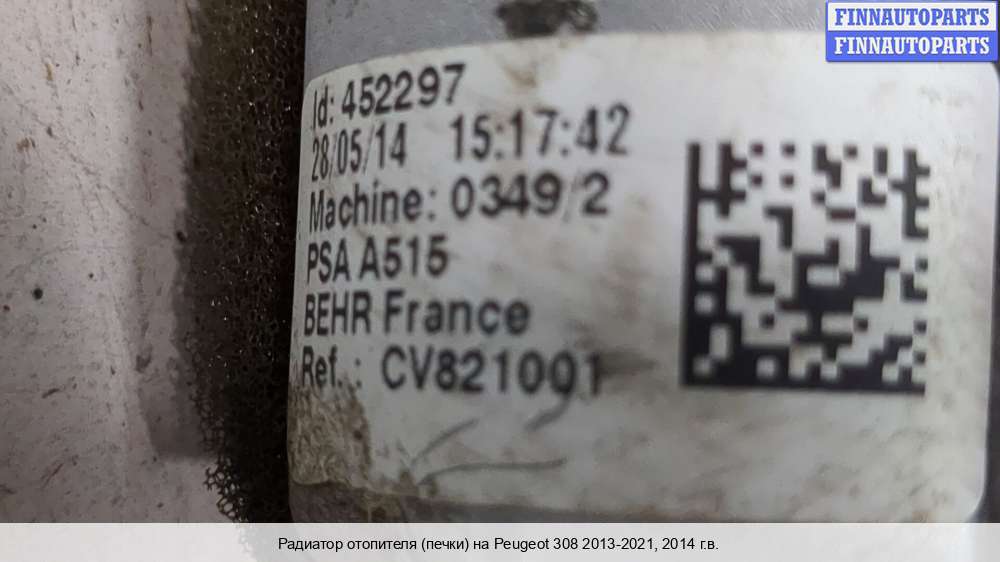 FINNAUTOPARTS
FINNAUTOPARTS
Id: 452297
28/05/14 15:17:42
Machine: 0349/2
PSA A515
BEHR France
Ref. : CV821001
Радиатор отопителя (печки) на Peugeot 308 2013-2021, 2014 г.в.